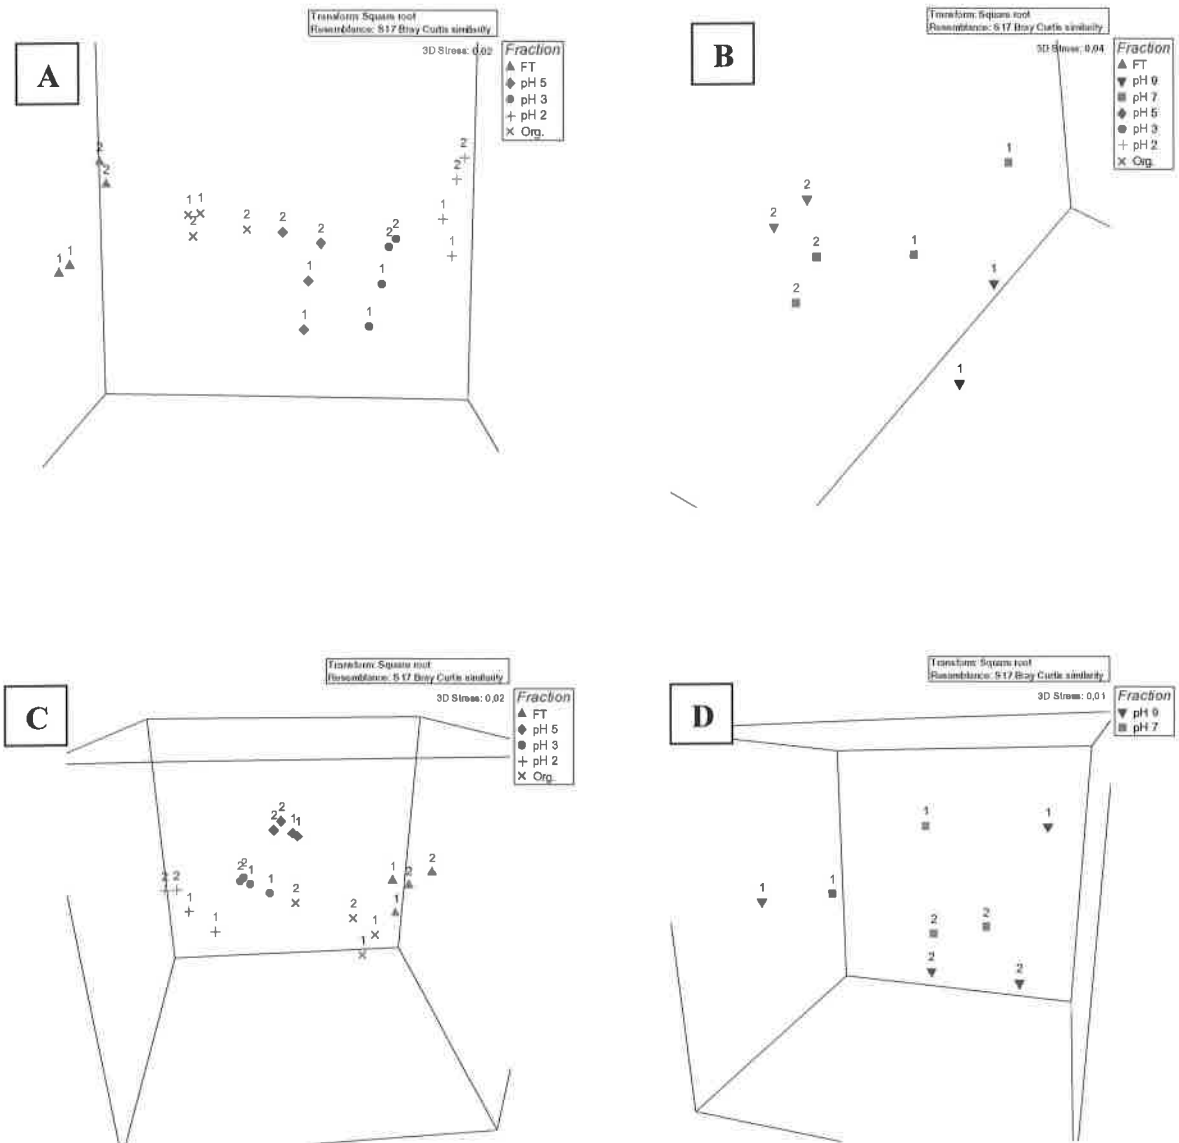 A
Transform: Square root
Resemblance: S17 Bray Curtis similarity
3D Stress: 0,02
Fraction
FT
pH 5
pH 3
pH 2
Org.
2
2
1
1
1
1
2
2
2
2
1
1
2
2
1
1
2
2
1
1
B
Transform: Square root
Resemblance: S17 Bray Curtis similarity
3D Stress: 0,04
Fraction
FT
pH 9
pH 7
pH 5
pH 3
pH 2
Org.
1
2
2
2
1
2
1
1
C
Transform: Square root
Resemblance: S17 Bray Curtis similarity
3D Stress: 0,02
Fraction
FT
pH 5
pH 3
pH 2
Org.
2
2
1
1
2
2
1
1
2
2
1
1
2
2
1
1
1
2
2
1
D
Transform: Square root
Resemblance: S17 Bray Curtis similarity
3D Stress: 0,01
Fraction
pH 9
pH 7
1
1
1
1
2
2
2
2